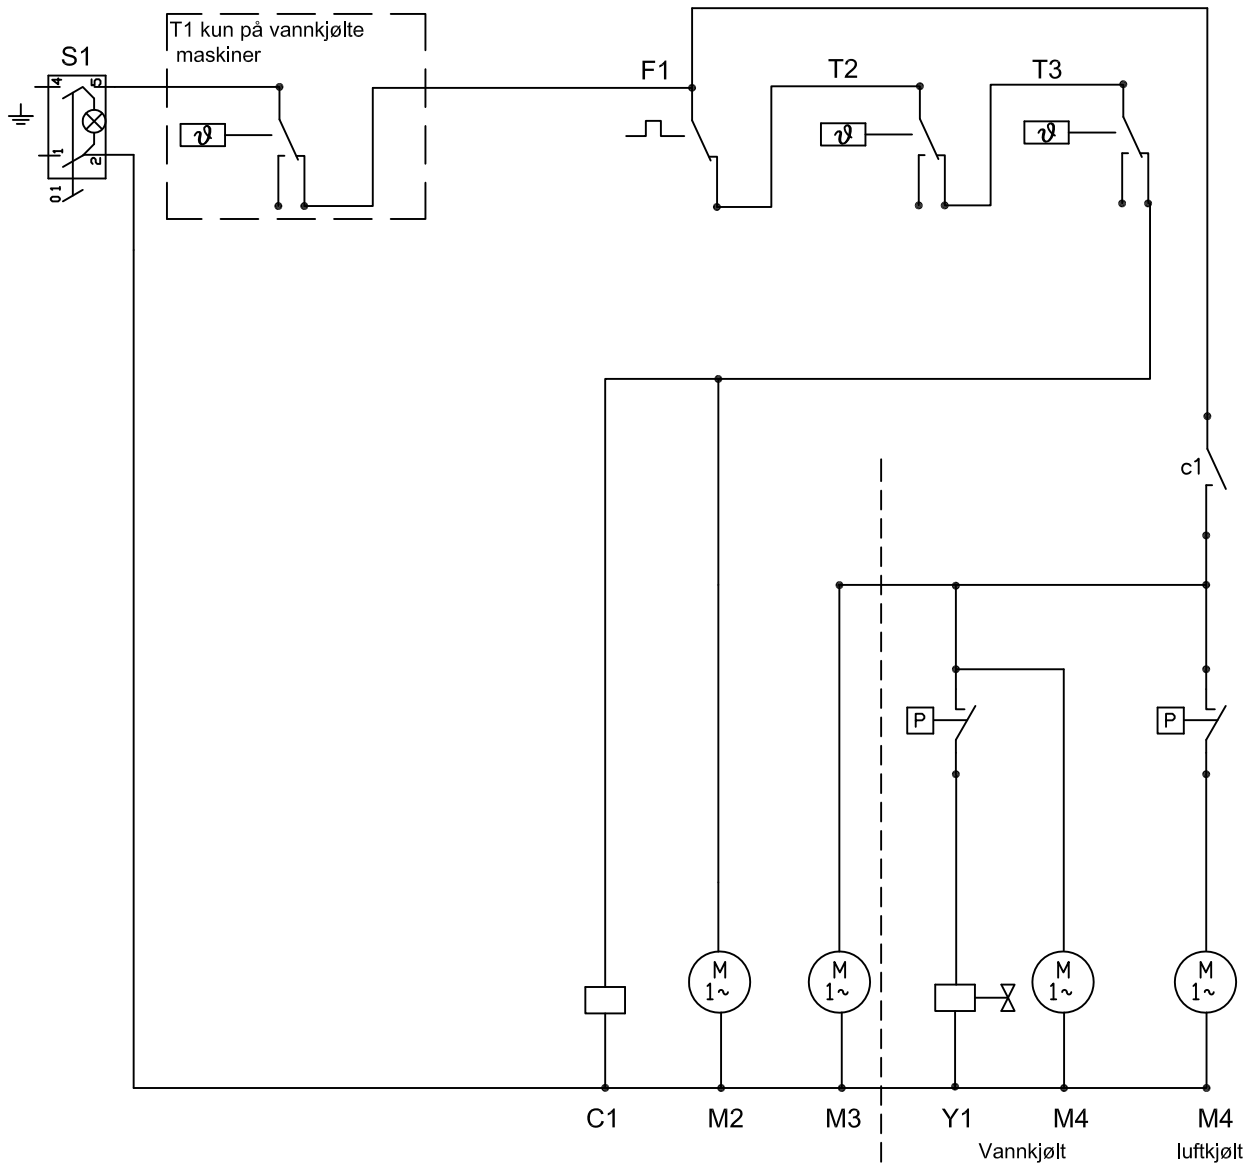 T1 kun på vannkjølte
maskiner
S1
F1
T2
T3
4
5
1
2
0 1
ϑ
ϑ
ϑ
c1
P
P
M
1~
M
1~
M
1~
M
1~
C1
M2
M3
Y1
M4
M4
Vannkjølt
luftkjølt